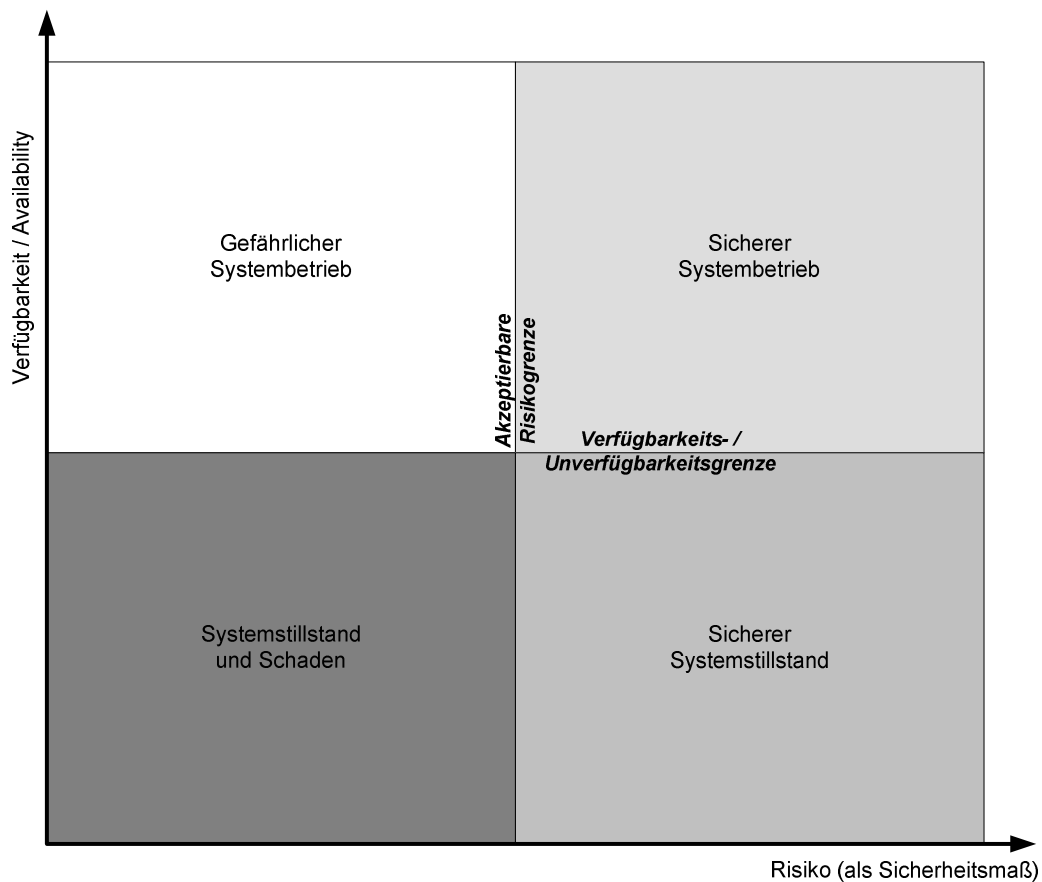 Verfügbarkeit / Availability
Gefährlicher
Systembetrieb
Sicherer
Systembetrieb
Akzeptierbare
Risikogrenze
Verfügbarkeits- /
Unverfügbarkeitsgrenze
Systemstillstand
und Schaden
Sicherer
Systemstillstand
Risiko (als Sicherheitsmaß)